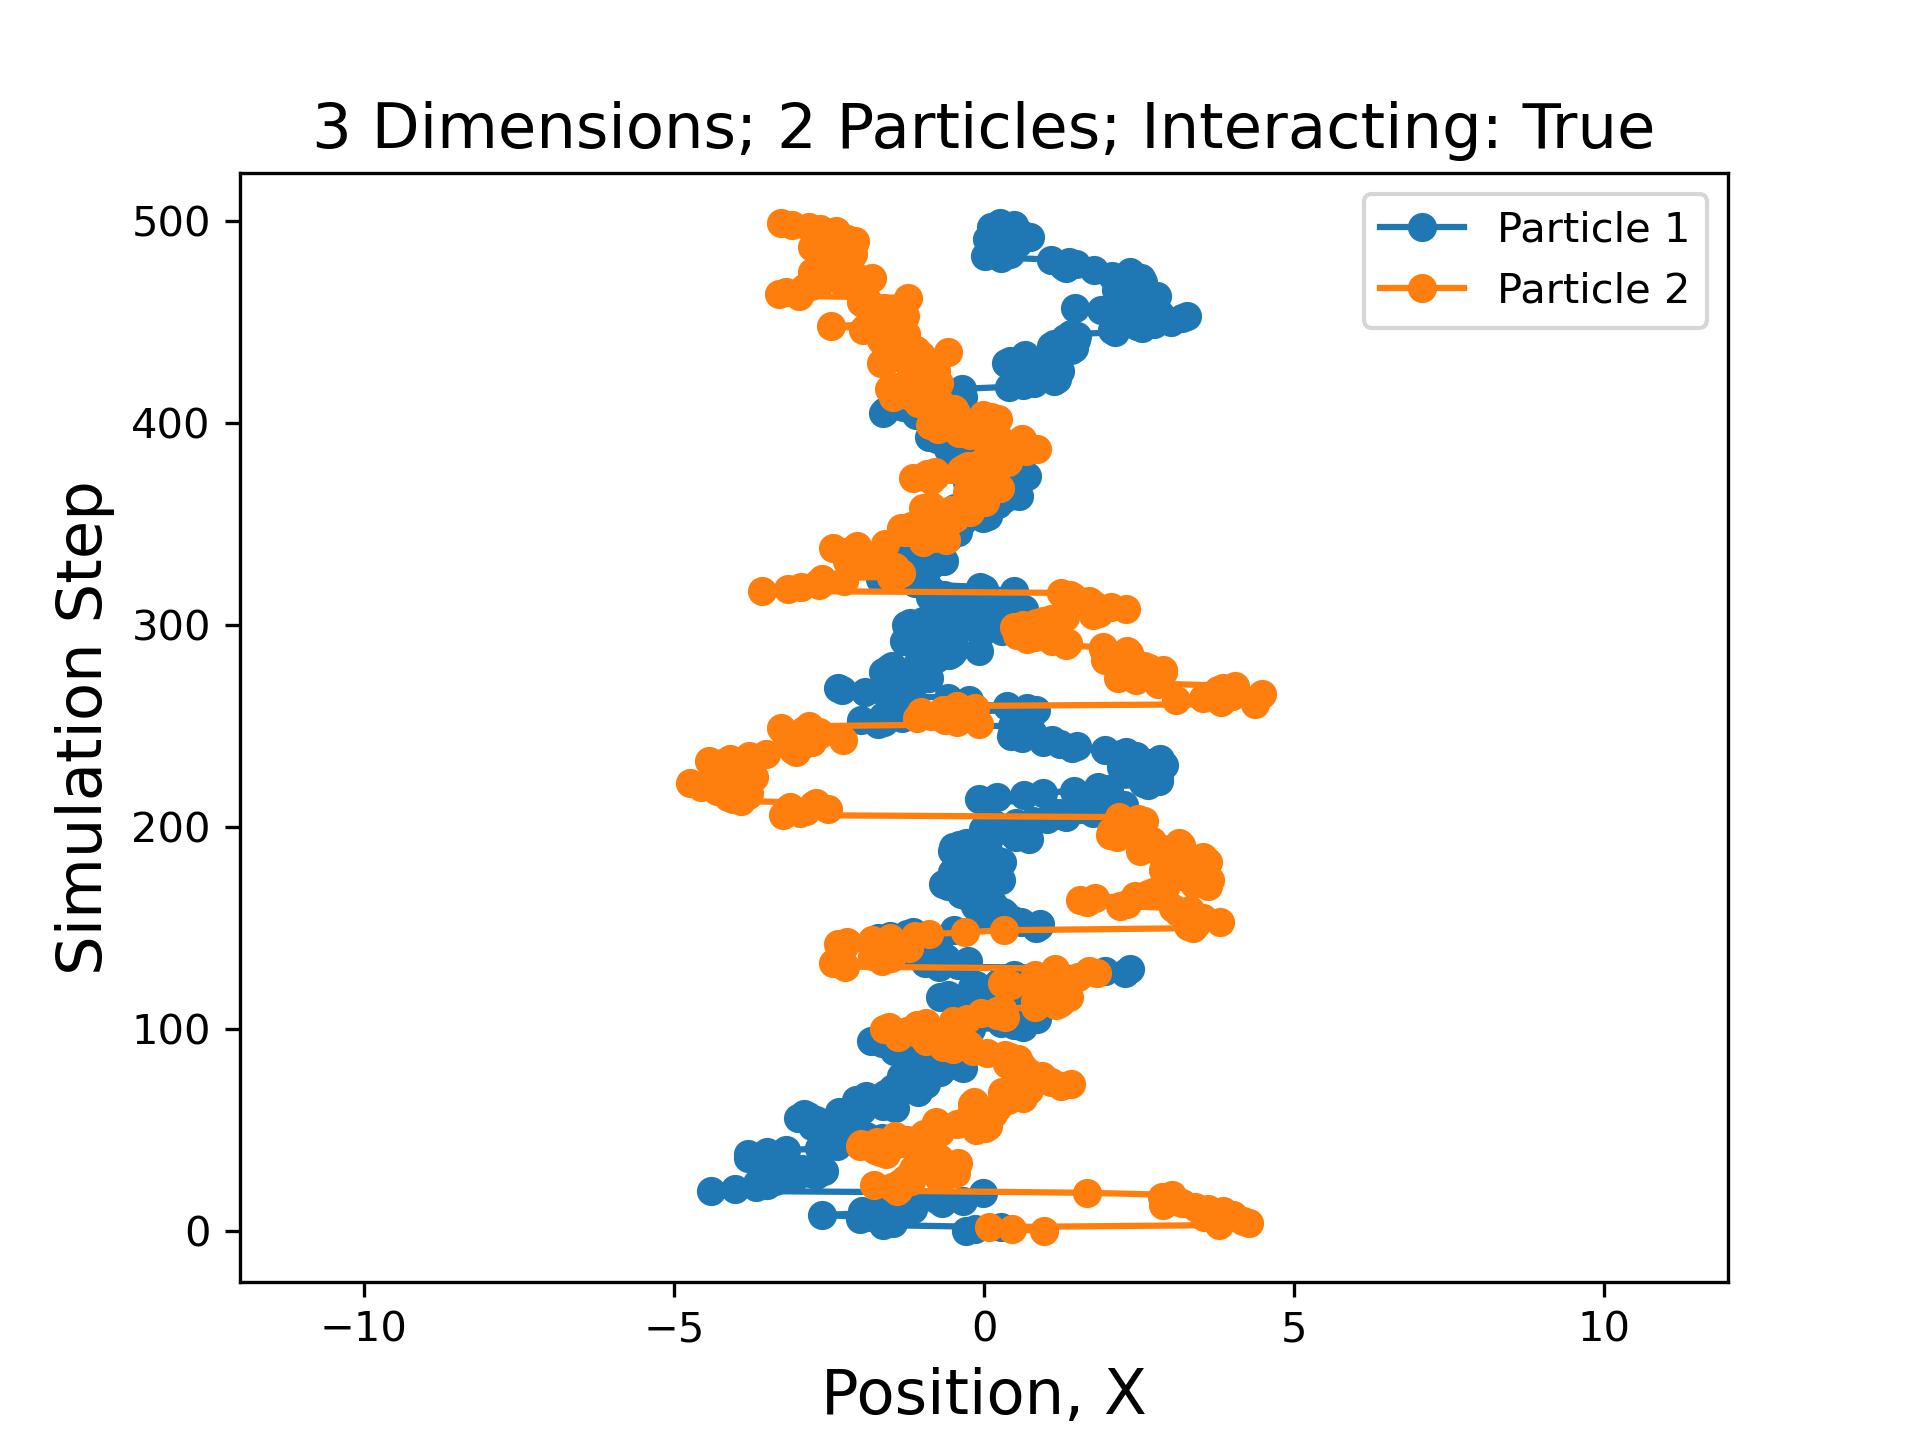 3 Dimensions; 2 Particles; Interacting: True
Particle 1
Particle 2
500
400
300
200
100
0
Simulation Step
−10
−5
0
5
10
Position, X